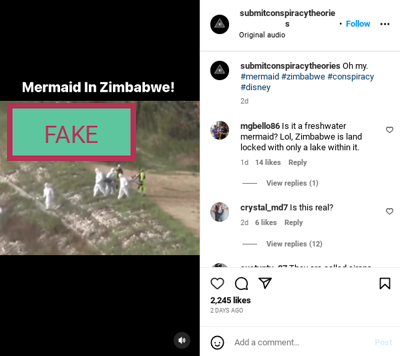 Mermaid In Zimbabwe!
FAKE
submitconspiracytheorie
s
• Follow
Original audio
submitconspiracytheories Oh my.
#mermaid #zimbabwe #conspiracy
#disney
2d
mgbello86 Is it a freshwater
mermaid? Lol, Zimbabwe is land
locked with only a lake within it.
1d 14 likes Reply
View replies (1)
crystal_md7 Is this real?
2d 6 likes Reply
View replies (12)
2,245 likes
2 DAYS AGO
Add a comment…
Post